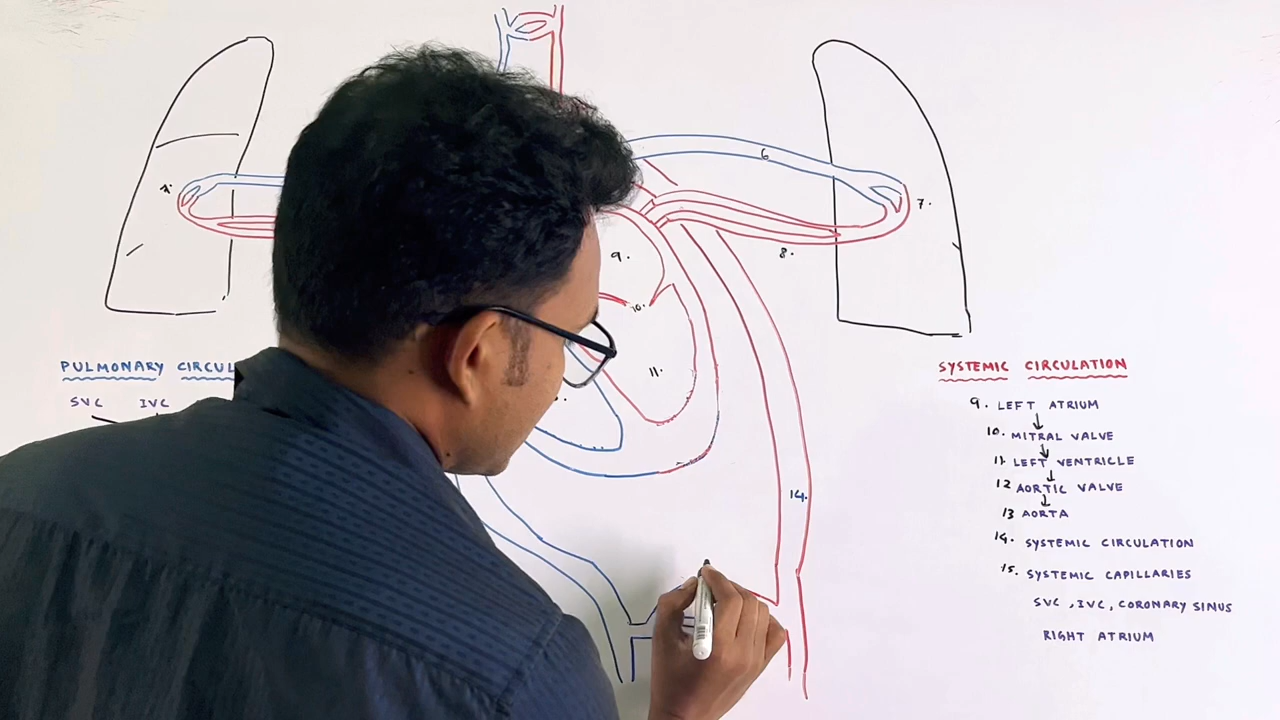 6
7.
8.
9.
10.
11.
14.
PULMONARY CIRCUL
SVC IVC
SYSTEMIC CIRCULATION
9. LEFT ATRIUM
10. MITRAL VALVE
11. LEFT VENTRICLE
12 AORTIC VALVE
13 AORTA
14. SYSTEMIC CIRCULATION
15. SYSTEMIC CAPILLARIES
SVC , IVC, CORONARY SINUS
RIGHT ATRIUM